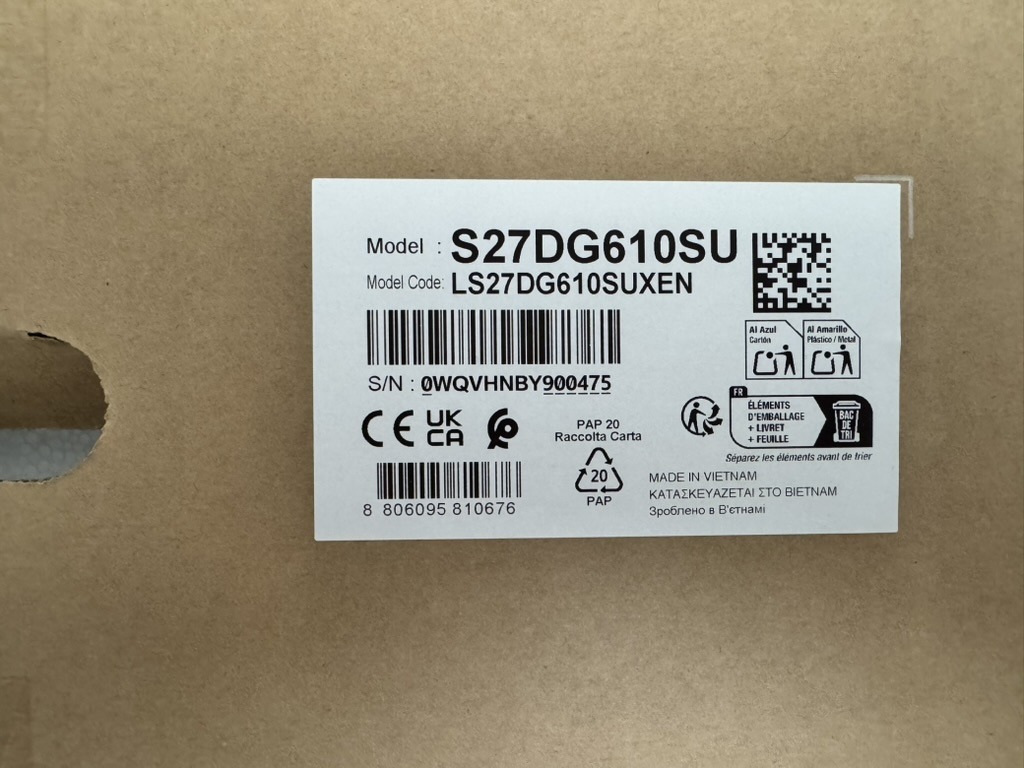 Model : S27DG610SU
Model Code: LS27DG610SUXEN
S/N : 0WQVHNBY900475
Al Azul
Cartón
Al Amarillo
Plástico / Metal
CE UK
CA
PAP 20
Raccolta Carta
20
PAP
FR
ÉLÉMENTS
D'EMBALLAGE
+ LIVRET
+ FEUILLE
BAC
DE
TRI
Séparez les éléments avant de trier
8 806095 810676
MADE IN VIETNAM
ΚΑΤΑΣΚΕΥΑΖΕΤΑΙ ΣΤΟ ΒΙΕΤΝΑΜ
Зроблено в В'єтнамі